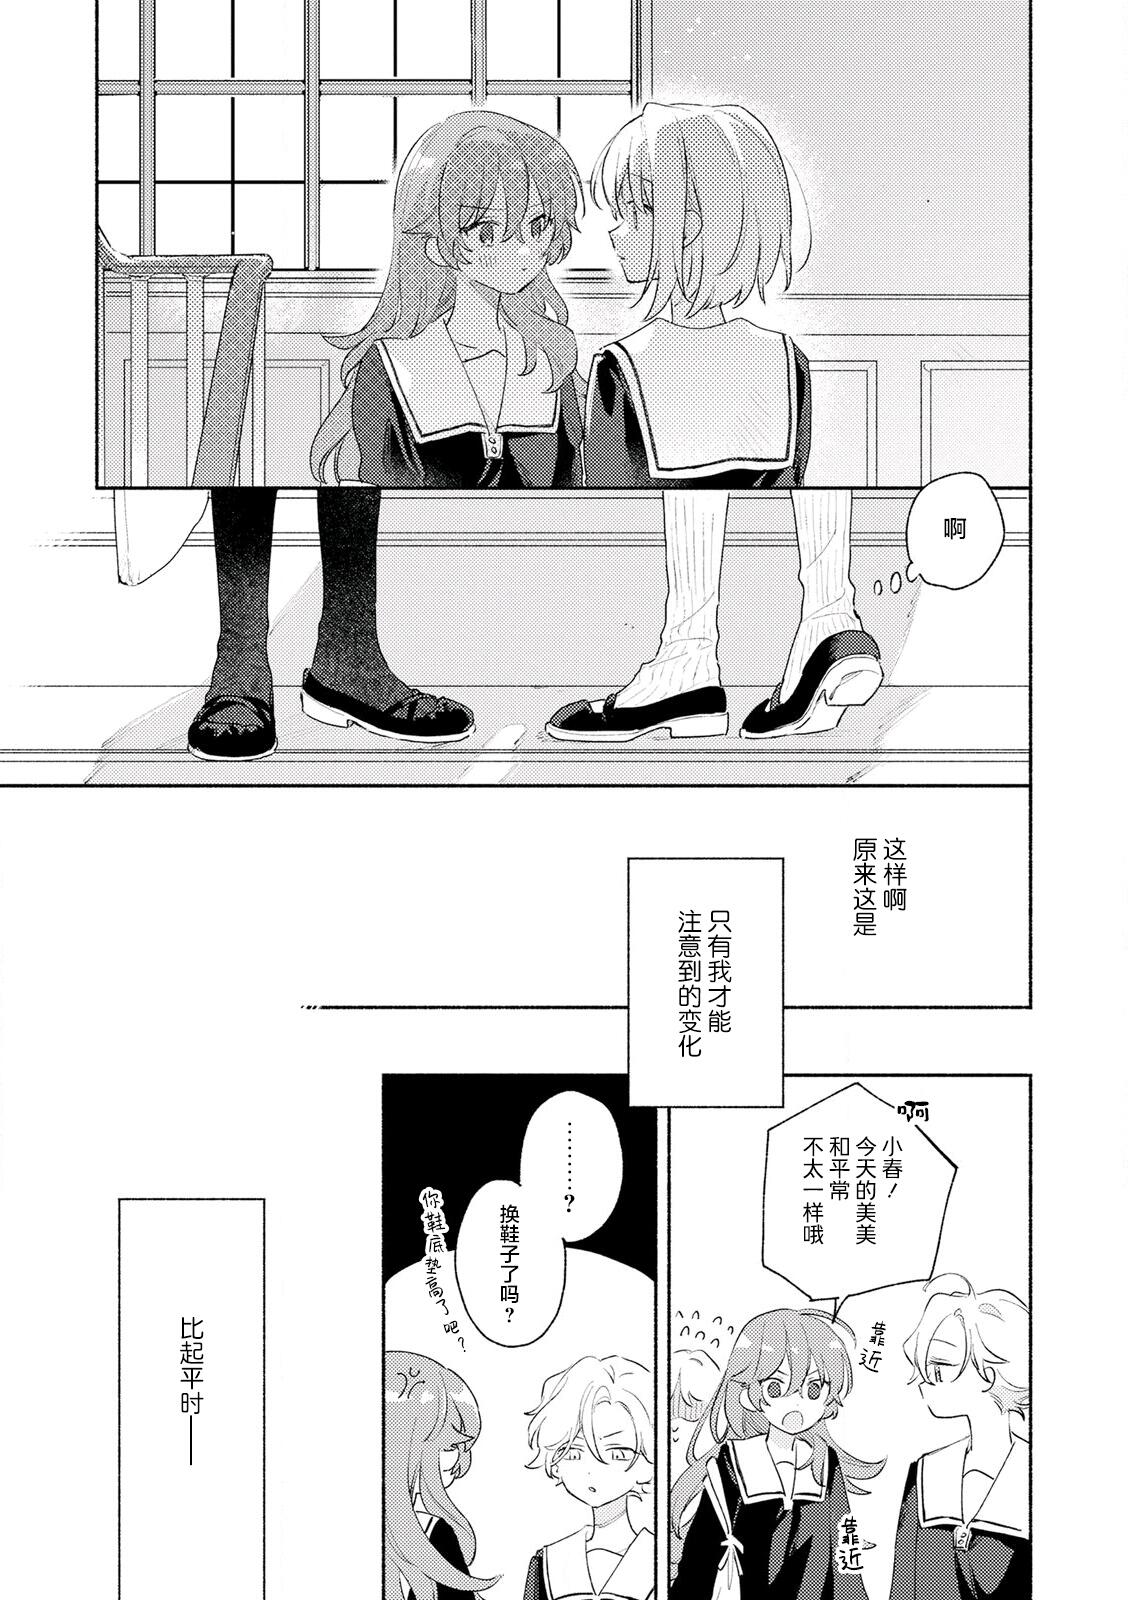 啊
这样啊
原来这是
只有我才能
注意到的变化
啊
小春！
今天的美美
和平常
不太一样哦
靠近
靠近
………？
换鞋子了吗？
你鞋底垫高了吧？
比起平时——